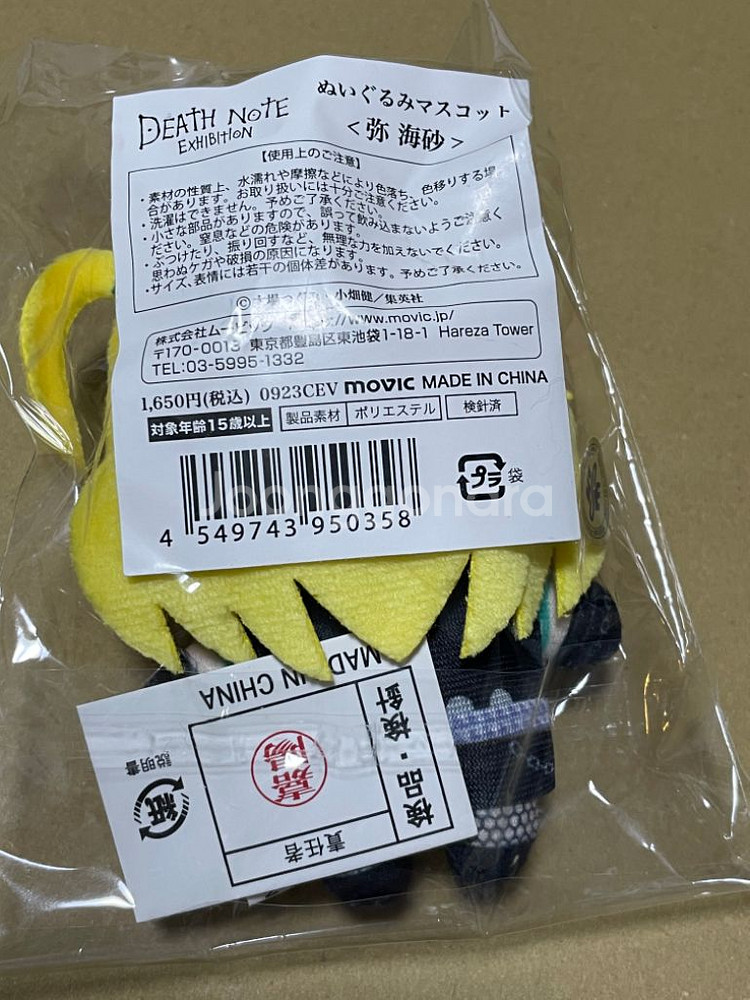 DEATH NOTE
EXHIBITION
ぬいぐるみマスコット
＜弥 海砂＞
【使用上のご注意】
・素材の性質上、水濡れや摩擦などにより色落ち、色移りする場
合があります。お取り扱いには十分ご注意ください。
・洗濯はできません。予めご了承ください。
・小さな部品がありますので、誤って飲み込まないようご注意く
ださい。窒息などの危険があります。
・ぶつけたり、振り回すなど、無理な力を加えないでください。
思わぬケガや破損の原因になります。
・サイズ、表情には若干の個体差があります。予めご了承ください。
©大場つぐみ・小畑健／集英社
株式会社ムービック https://www.movic.jp/
〒170-0013 東京都豊島区東池袋1-18-1 Hareza Tower
TEL:03-5995-1332
1,650円(税込) 0923CEV movic MADE IN CHINA
対象年齢15歳以上 製品素材 ポリエステル 検針済
プラ 袋
4 549743 950358
Joonggonara
MADE IN CHINA
検品・検針
嘉陽
責任者
紙 説明書